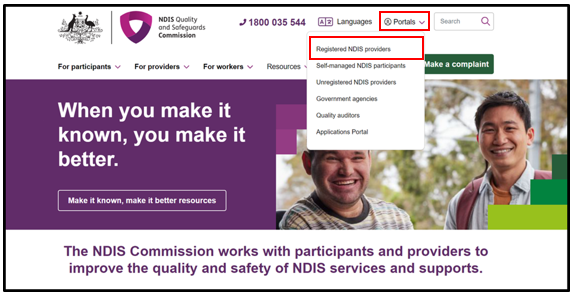 NDIS Quality
and Safeguards
Commission
1800 035 544
Languages
Portals
Search
For participants
For providers
For workers
Resources
Make a complaint
Registered NDIS providers
Self-managed NDIS participants
Unregistered NDIS providers
Government agencies
Quality auditors
Applications Portal
When you make it
known, you make it
better.
Make it known, make it better resources
The NDIS Commission works with participants and providers to
improve the quality and safety of NDIS services and supports.